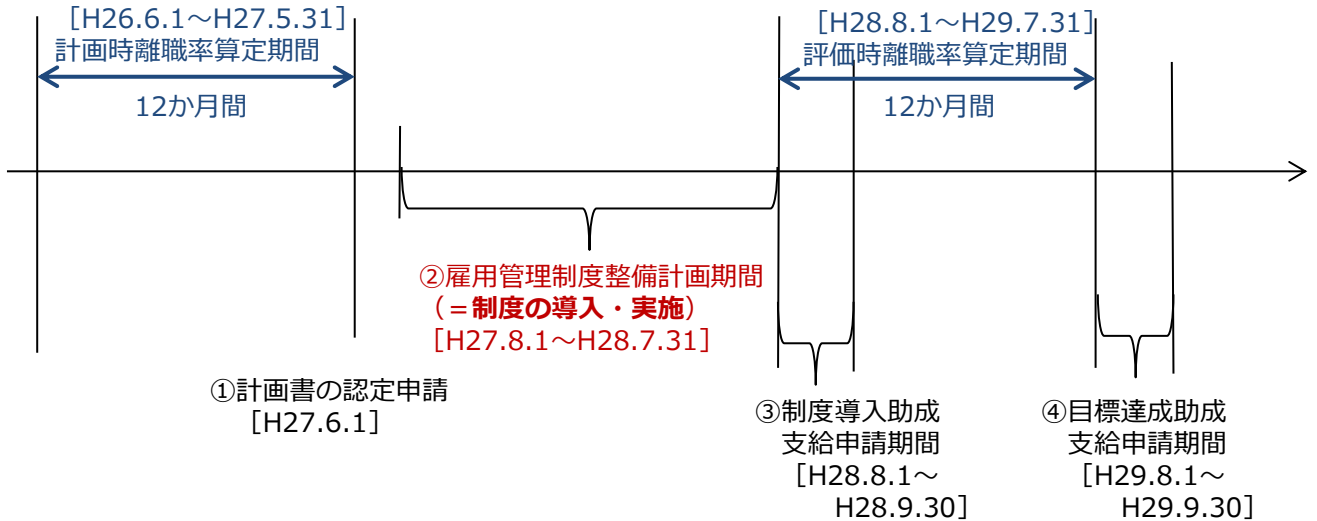 ［H26.6.1～H27.5.31］
計画時離職率算定期間
12か月間
［H28.8.1～H29.7.31］
評価時離職率算定期間
12か月間
②雇用管理制度整備計画期間
（＝制度の導入・実施）
［H27.8.1～H28.7.31］
①計画書の認定申請
［H27.6.1］
③制度導入助成
支給申請期間
［H28.8.1～
H28.9.30］
④目標達成助成
支給申請期間
［H29.8.1～
H29.9.30］